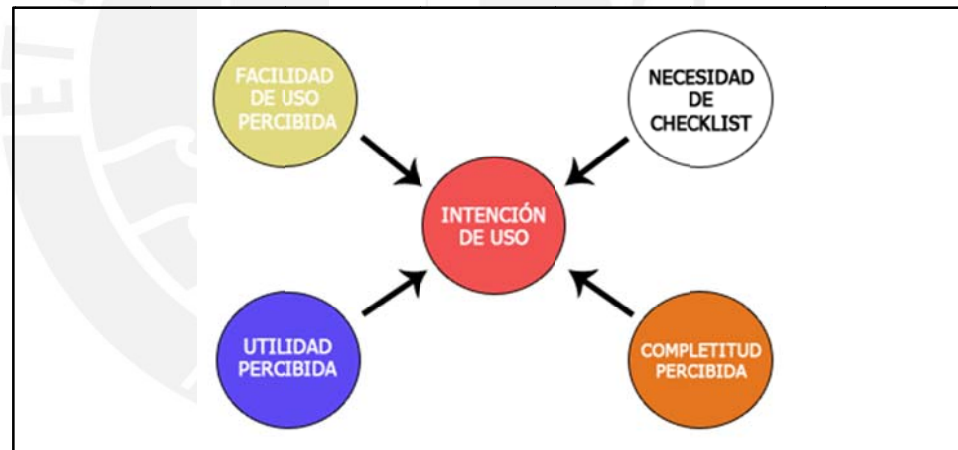 FACILIDAD
DE USO
PERCIBIDA
NECESIDAD
DE
CHECKLIST
INTENCIÓN
DE USO
UTILIDAD
PERCIBIDA
COMPLETITUD
PERCIBIDA